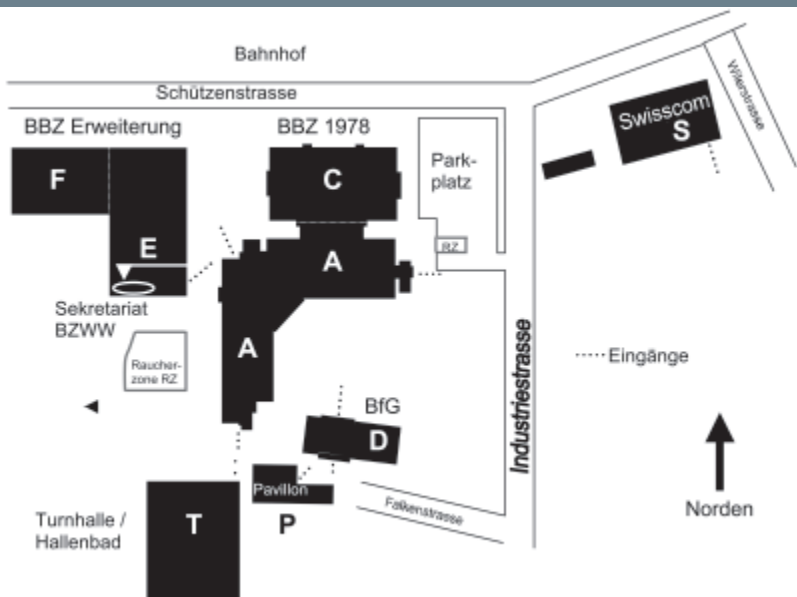 Bahnhof
Schützenstrasse
BBZ Erweiterung
BBZ 1978
Swisscom
S
Wilerstrasse
F
C
Park-
platz
E
A
RZ
Sekretariat
BZWW
A
Raucher-
zone RZ
Industriestrasse
Eingänge
BfG
D
Pavillon
P
Falkenstrasse
Norden
Turnhalle /
Hallenbad
T